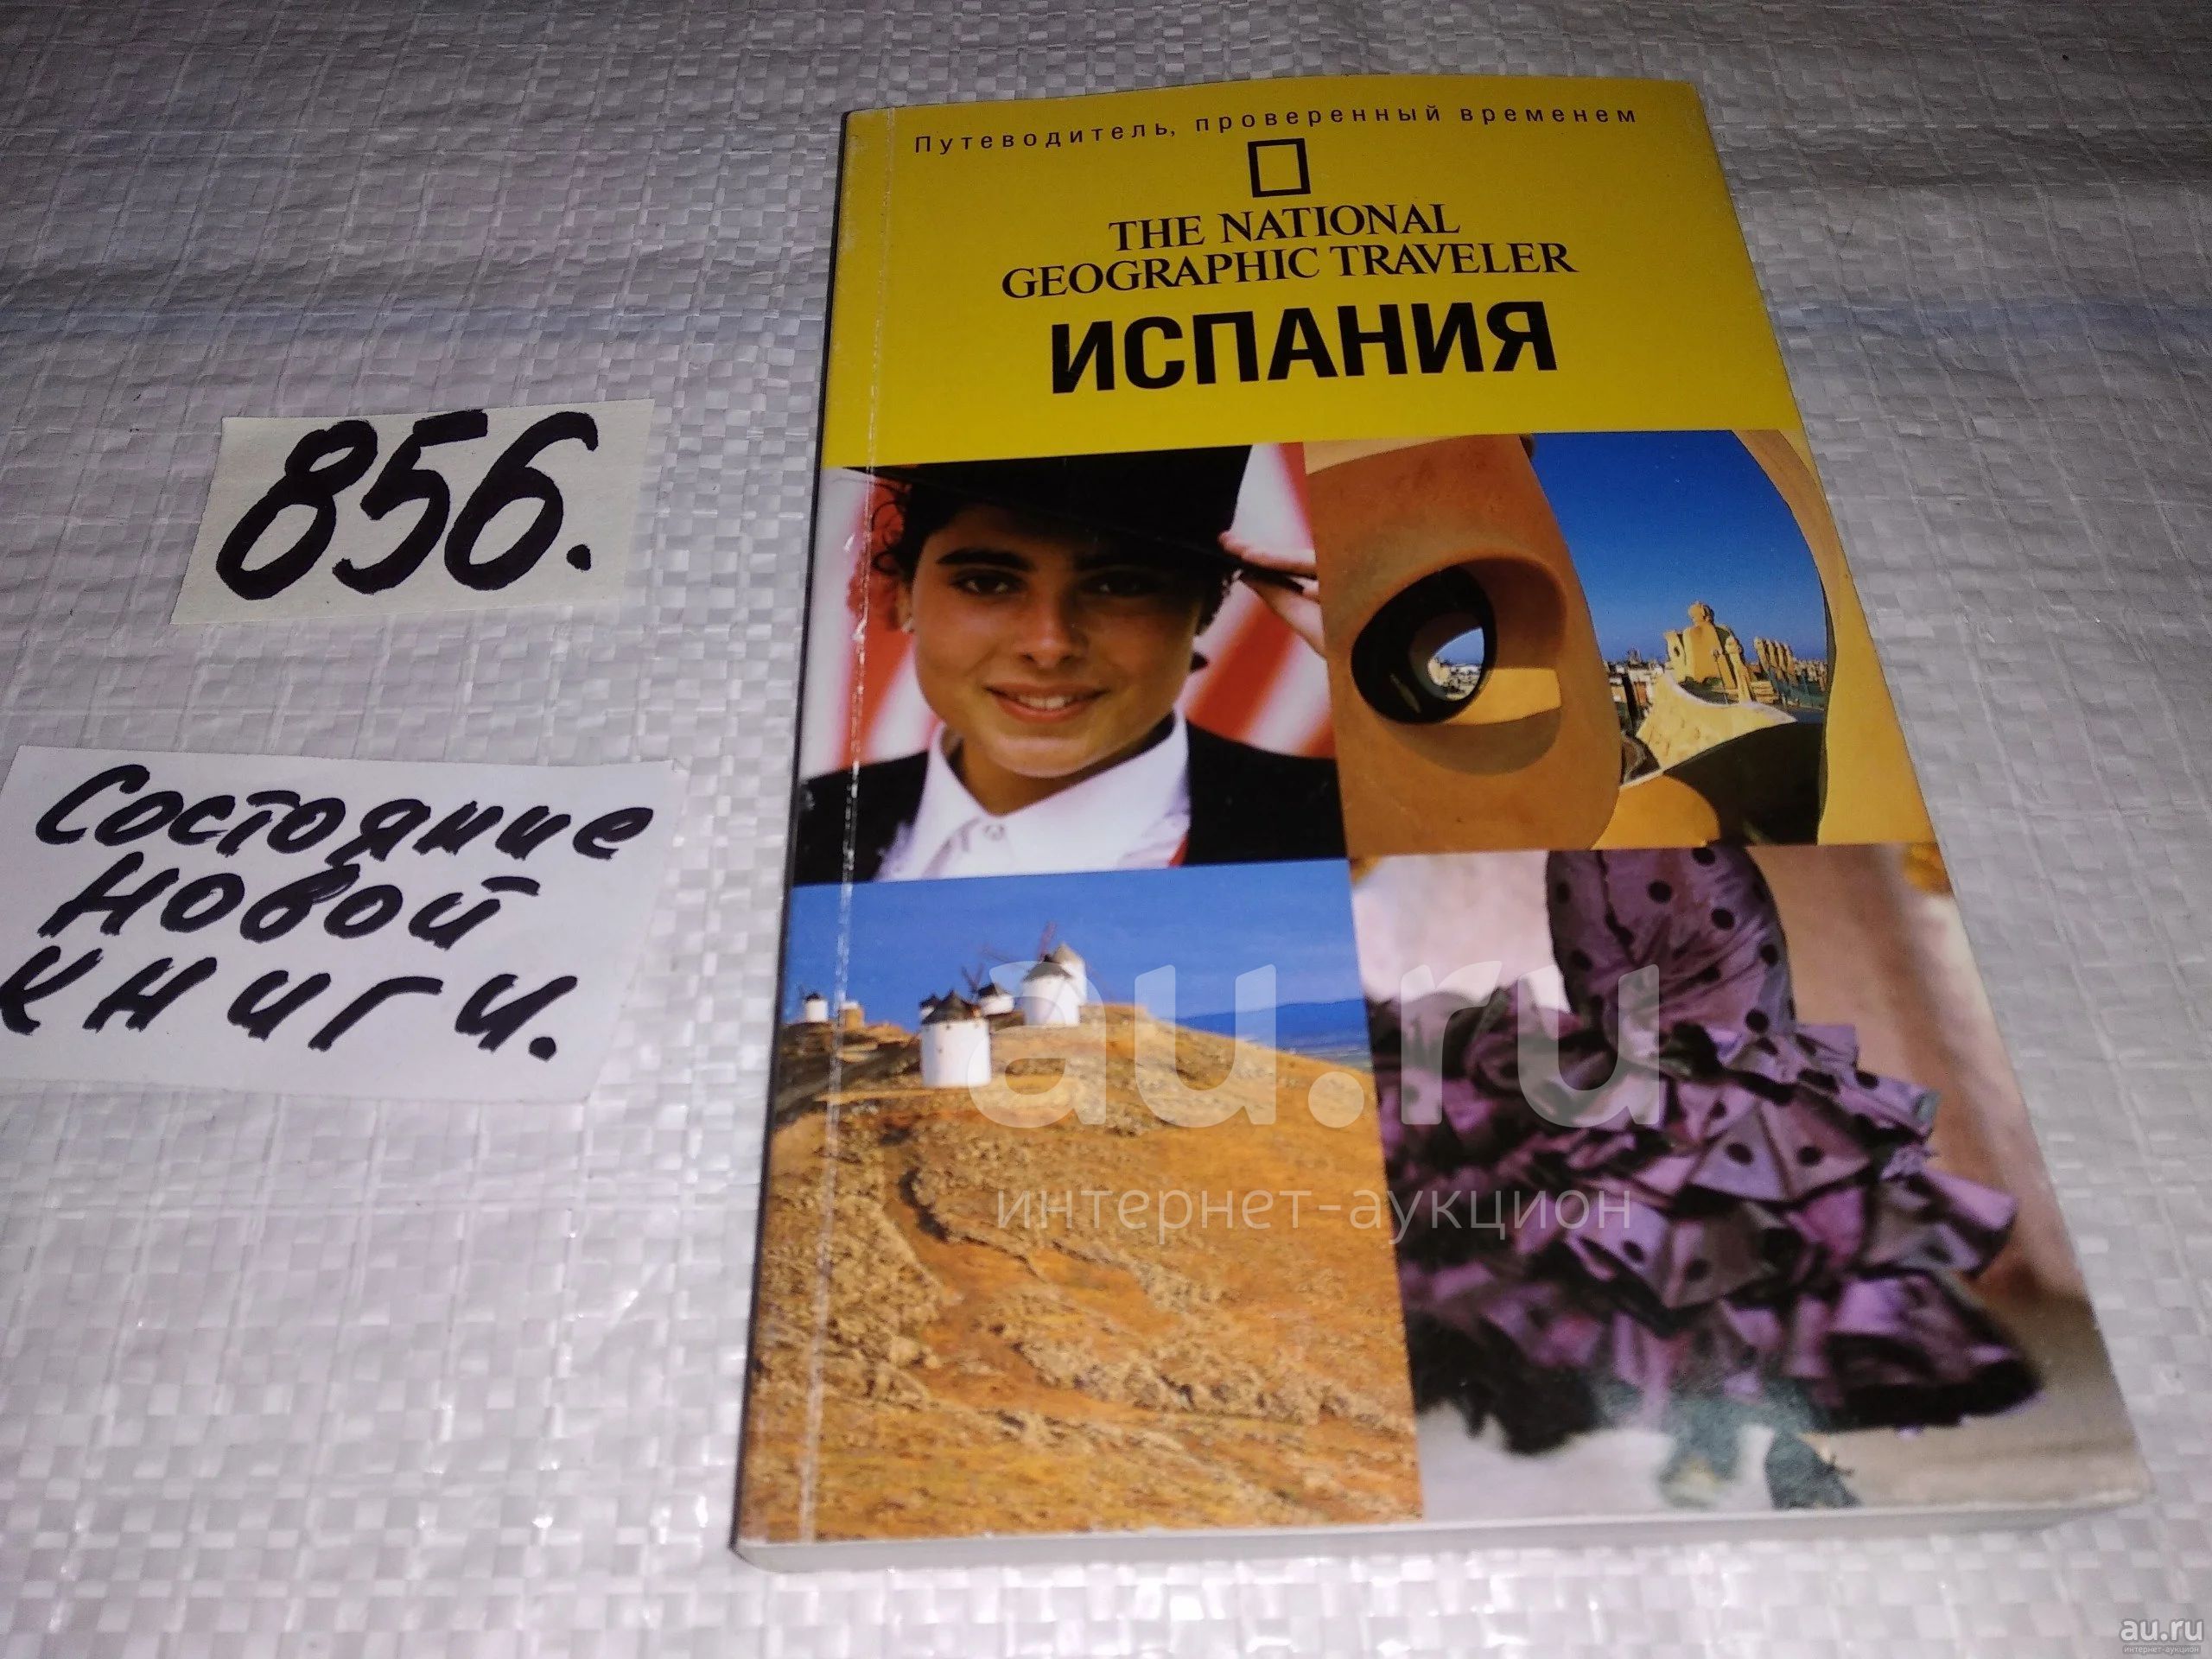 Путеводитель, проверенный временем
THE NATIONAL
GEOGRAPHIC TRAVELER
ИСПАНИЯ
856.
Состояние
новой
книги.
au.ru
интернет-аукцион
au.ru
интернет-аукцион